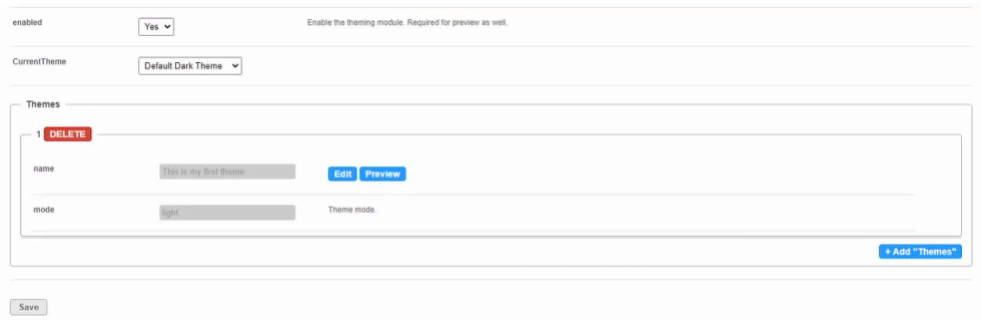 enabled
Yes
Enable the theming module. Required for preview as well.
CurrentTheme
Default Dark Theme
Themes
1 DELETE
name
This is my first theme
Edit Preview
mode
light
Theme mode.
+ Add "Themes"
Save